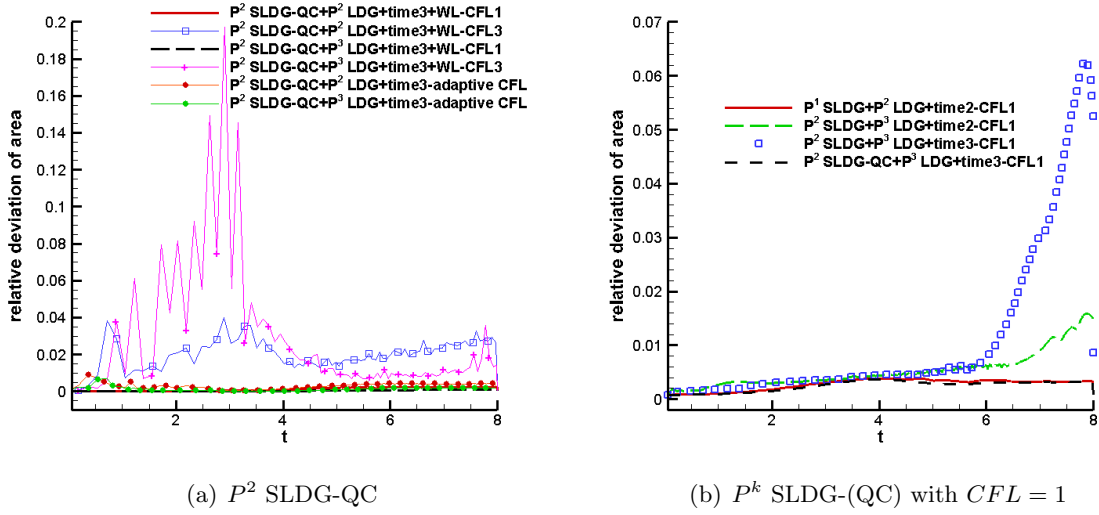 relative deviation of area
0.2
0.18
0.16
0.14
0.12
0.1
0.08
0.06
0.04
0.02
0
P² SLDG-QC+P² LDG+time3+WL-CFL1
P² SLDG-QC+P² LDG+time3+WL-CFL3
P² SLDG-QC+P³ LDG+time3+WL-CFL1
P² SLDG-QC+P³ LDG+time3+WL-CFL3
P² SLDG-QC+P² LDG+time3-adaptive CFL
P² SLDG-QC+P³ LDG+time3-adaptive CFL
2 4 6 8
t
(a) P² SLDG-QC
relative deviation of area
0.07
0.06
0.05
0.04
0.03
0.02
0.01
0
P¹ SLDG+P² LDG+time2-CFL1
P² SLDG+P³ LDG+time2-CFL1
P² SLDG+P³ LDG+time3-CFL1
P² SLDG-QC+P³ LDG+time3-CFL1
2 4 6 8
t
(b) Pᵏ SLDG-(QC) with CFL = 1